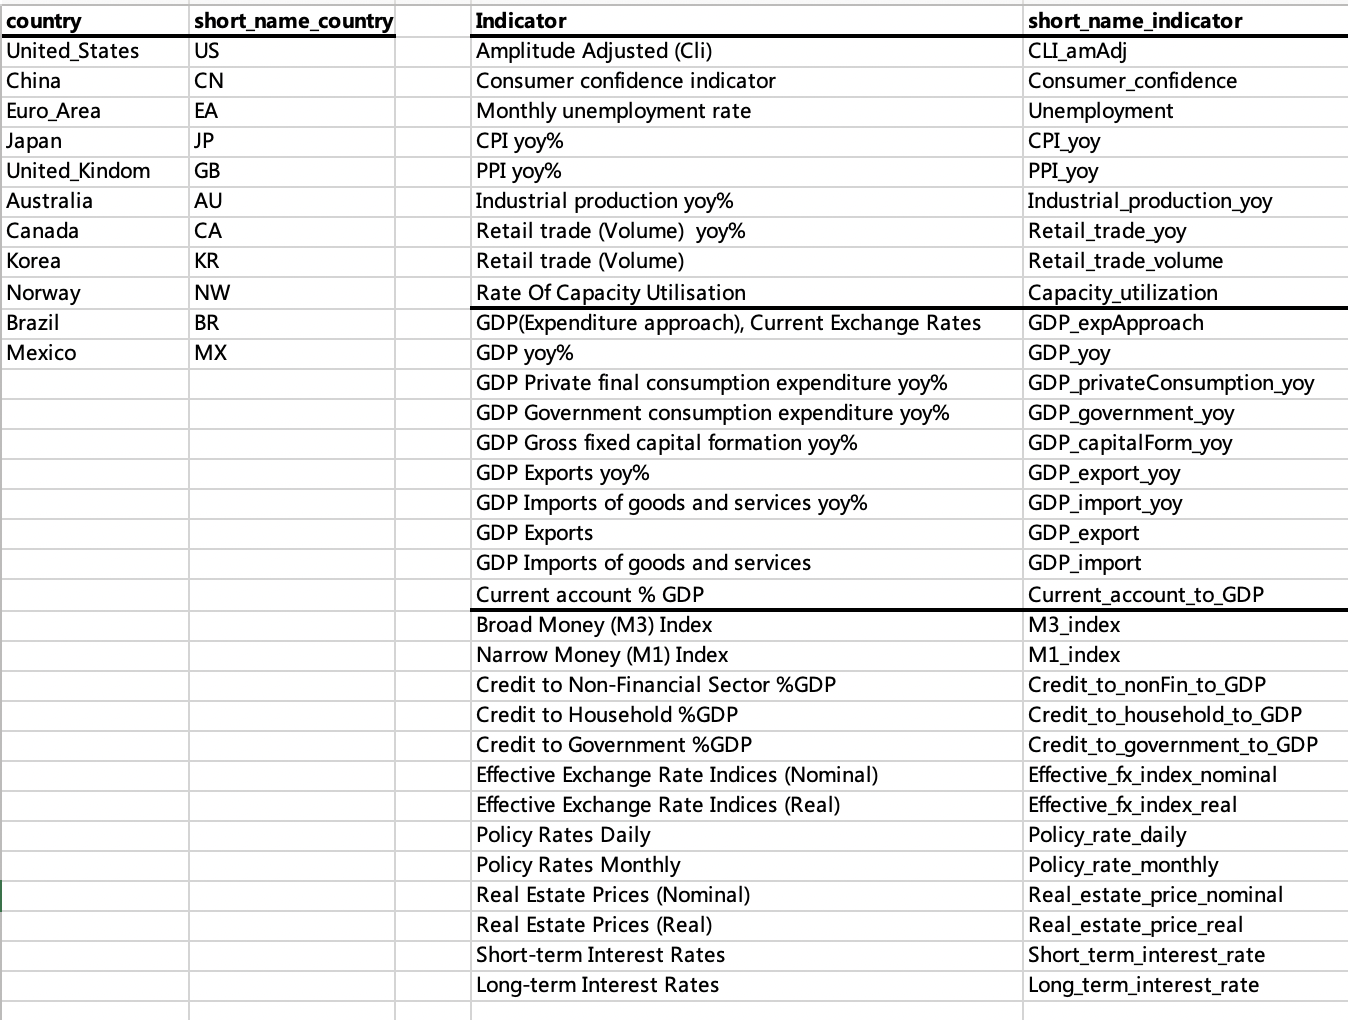 country short_name_country Indicator short_name_indicator
United_States US Amplitude Adjusted (Cli) CLI_amAdj
China CN Consumer confidence indicator Consumer_confidence
Euro_Area EA Monthly unemployment rate Unemployment
Japan JP CPI yoy% CPI_yoy
United_Kindom GB PPI yoy% PPI_yoy
Australia AU Industrial production yoy% Industrial_production_yoy
Canada CA Retail trade (Volume)  yoy% Retail_trade_yoy
Korea KR Retail trade (Volume) Retail_trade_volume
Norway NW Rate Of Capacity Utilisation Capacity_utilization
Brazil BR GDP(Expenditure approach), Current Exchange Rates GDP_expApproach
Mexico MX GDP yoy% GDP_yoy
GDP Private final consumption expenditure yoy% GDP_privateConsumption_yoy
GDP Government consumption expenditure yoy% GDP_government_yoy
GDP Gross fixed capital formation yoy% GDP_capitalForm_yoy
GDP Exports yoy% GDP_export_yoy
GDP Imports of goods and services yoy% GDP_import_yoy
GDP Exports GDP_export
GDP Imports of goods and services GDP_import
Current account % GDP Current_account_to_GDP
Broad Money (M3) Index M3_index
Narrow Money (M1) Index M1_index
Credit to Non-Financial Sector %GDP Credit_to_nonFin_to_GDP
Credit to Household %GDP Credit_to_household_to_GDP
Credit to Government %GDP Credit_to_government_to_GDP
Effective Exchange Rate Indices (Nominal) Effective_fx_index_nominal
Effective Exchange Rate Indices (Real) Effective_fx_index_real
Policy Rates Daily Policy_rate_daily
Policy Rates Monthly Policy_rate_monthly
Real Estate Prices (Nominal) Real_estate_price_nominal
Real Estate Prices (Real) Real_estate_price_real
Short-term Interest Rates Short_term_interest_rate
Long-term Interest Rates Long_term_interest_rate